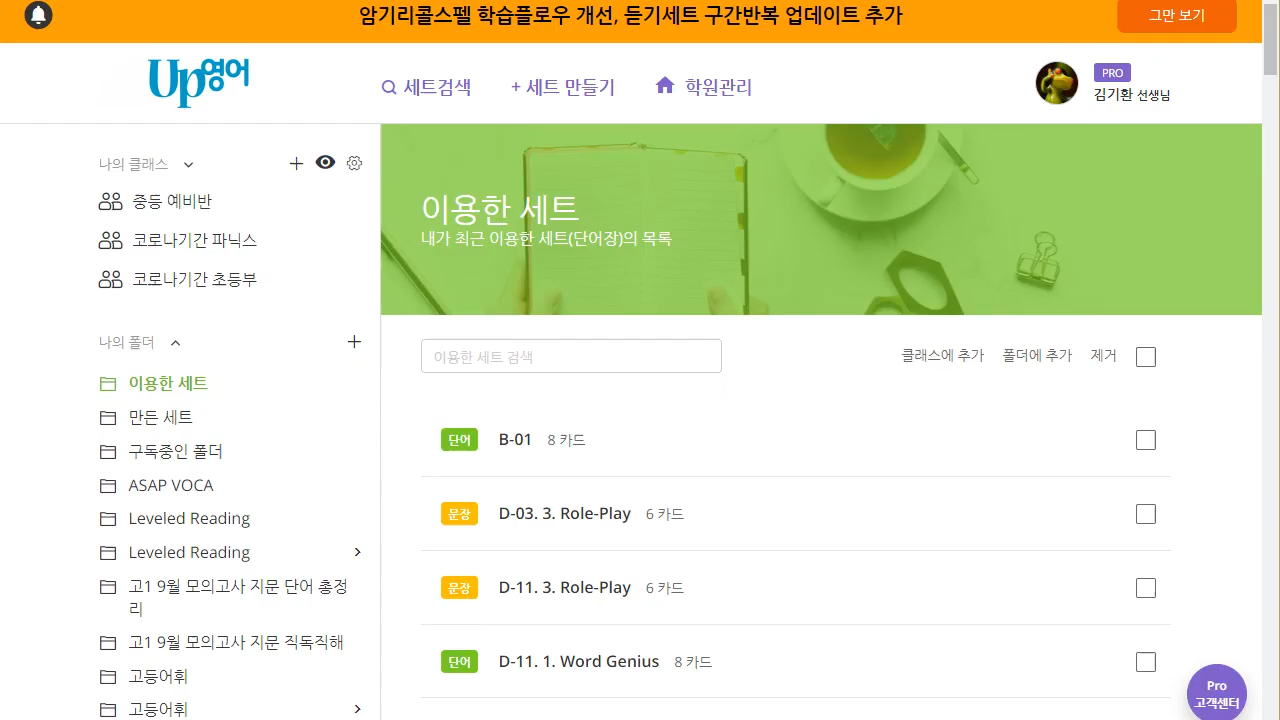 암기리콜스펠 학습플로우 개선, 듣기세트 구간반복 업데이트 추가
그만 보기
Up영어
세트검색
+ 세트 만들기
학원관리
PRO
김기환 선생님
나의 클래스
중등 예비반
코로나기간 파닉스
코로나기간 초등부
나의 폴더
이용한 세트
만든 세트
구독중인 폴더
ASAP VOCA
Leveled Reading
Leveled Reading
고1 9월 모의고사 지문 단어 총정
리
고1 9월 모의고사 지문 직독직해
고등어휘
고등어휘
이용한 세트
내가 최근 이용한 세트(단어장)의 목록
이용한 세트 검색
클래스에 추가
폴더에 추가
제거
단어 B-01 8 카드
문장 D-03. 3. Role-Play 6 카드
문장 D-11. 3. Role-Play 6 카드
단어 D-11. 1. Word Genius 8 카드
Pro
고객센터